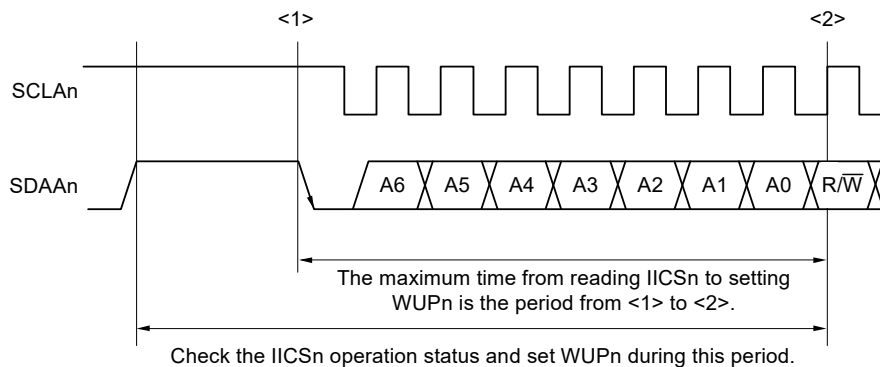 <1> <2>
SCLAn
SDAAn A6 A5 A4 A3 A2 A1 A0 R/W̅
The maximum time from reading IICSn to setting
WUPn is the period from <1> to <2>.
Check the IICSn operation status and set WUPn during this period.